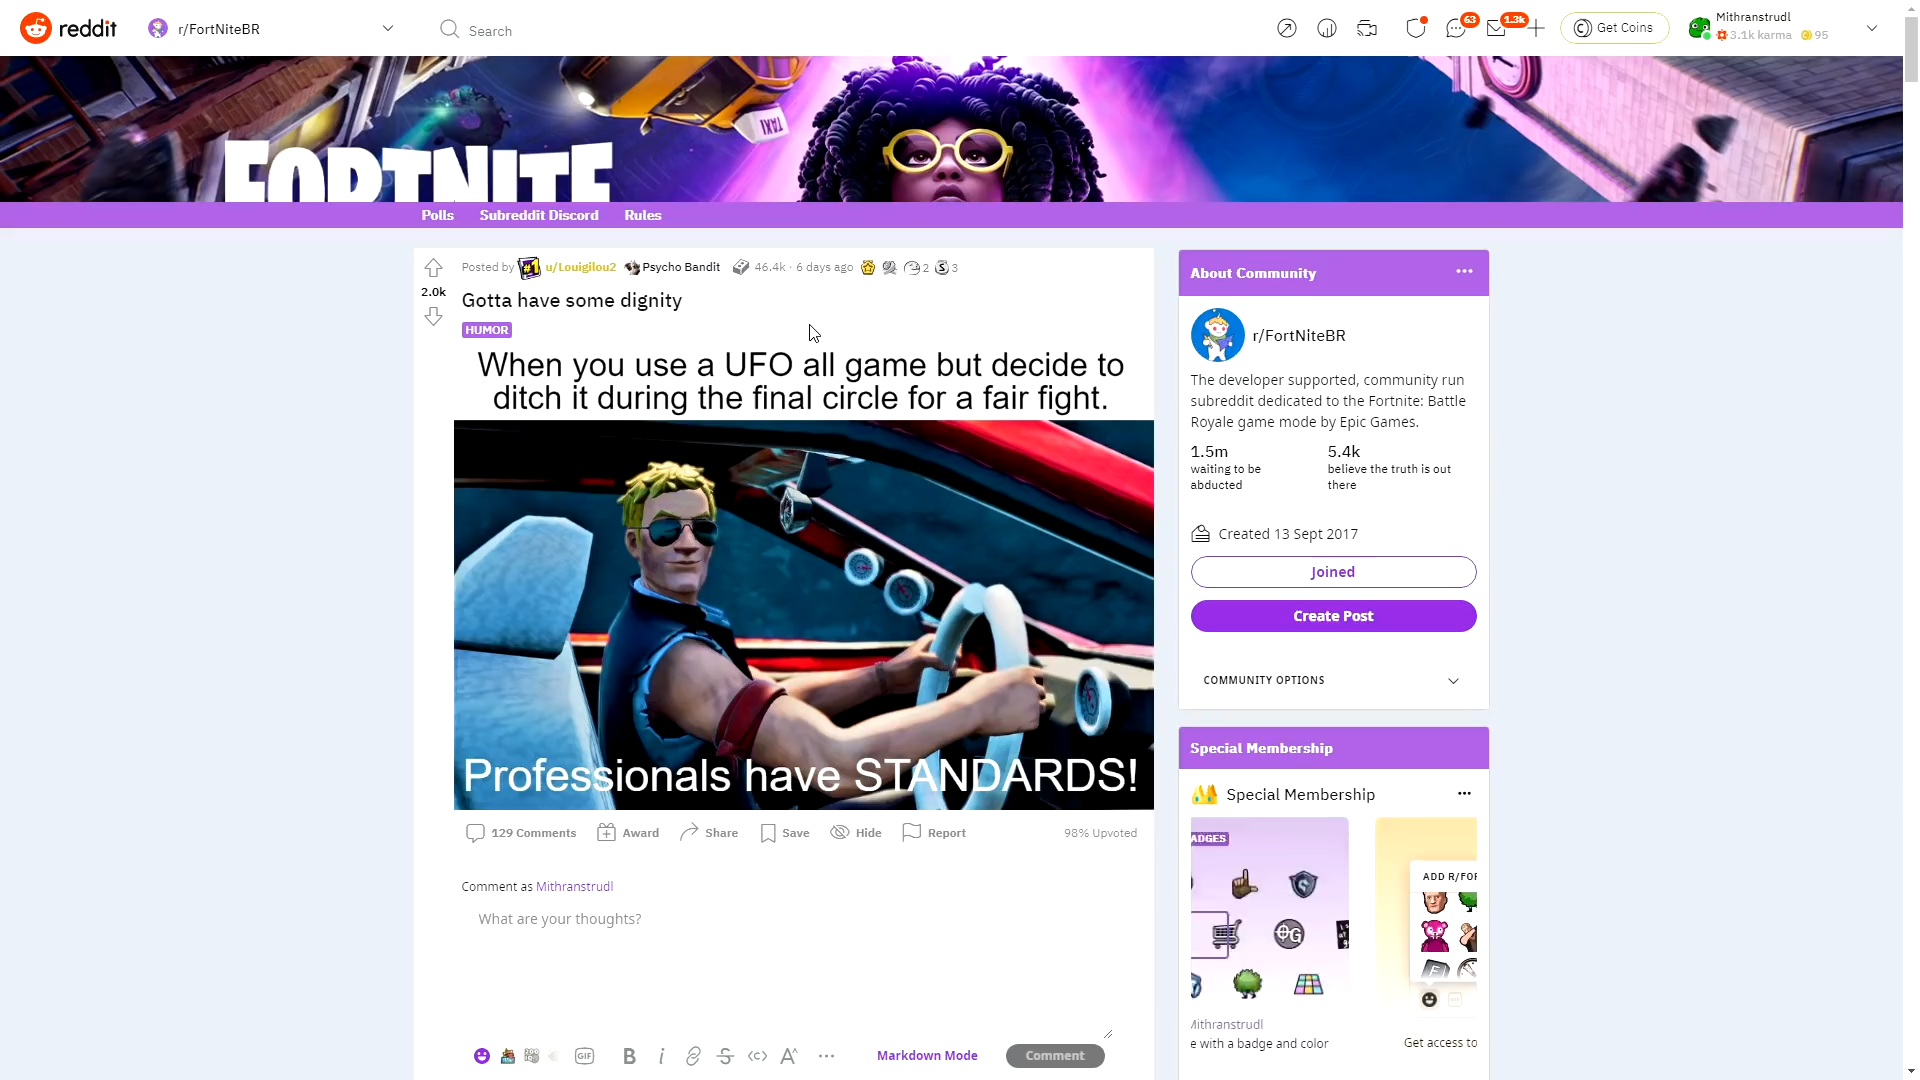 reddit
r/FortNiteBR
Search
63
1.3k
Get Coins
Mithranstrudl
3.1k karma
95
TAXI
FORTNITE
Polls
Subreddit Discord
Rules
Posted by
#1
u/Louigilou2
Psycho Bandit
46.4k · 6 days ago
2
3
2.0k
Gotta have some dignity
HUMOR
When you use a UFO all game but decide to
ditch it during the final circle for a fair fight.
Professionals have STANDARDS!
129 Comments
Award
Share
Save
Hide
Report
98% Upvoted
Comment as Mithranstrudl
What are your thoughts?
GIF
B
i
Markdown Mode
Comment
About Community
r/FortNiteBR
The developer supported, community run
subreddit dedicated to the Fortnite: Battle
Royale game mode by Epic Games.
1.5m
waiting to be
abducted
5.4k
believe the truth is out
there
Created 13 Sept 2017
Joined
Create Post
COMMUNITY OPTIONS
Special Membership
Special Membership
ADGES
ADD R/FOR
Mithranstrudl
e with a badge and color
Get access to